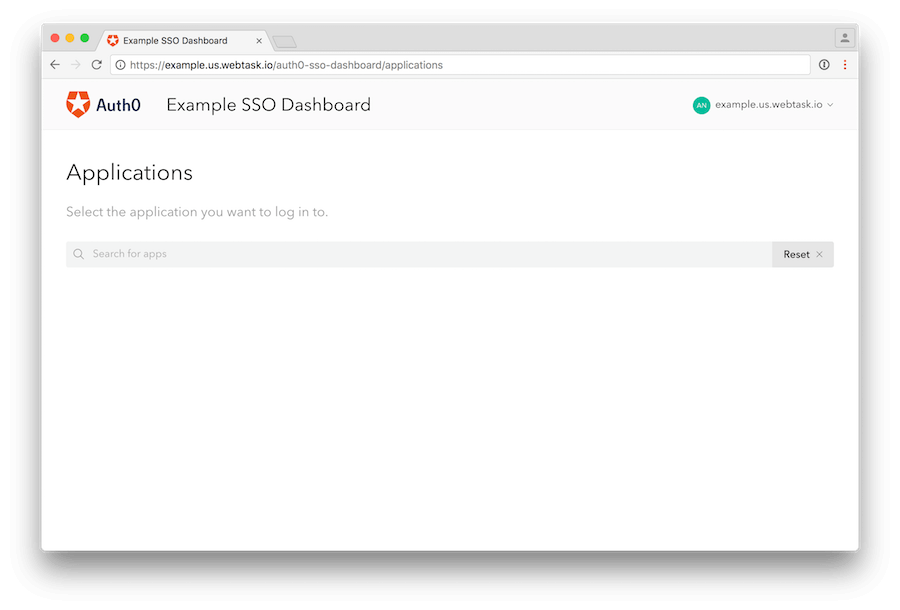 Example SSO Dashboard
https://example.us.webtask.io/auth0-sso-dashboard/applications
Auth0 Example SSO Dashboard AN example.us.webtask.io
Applications
Select the application you want to log in to.
Search for apps Reset